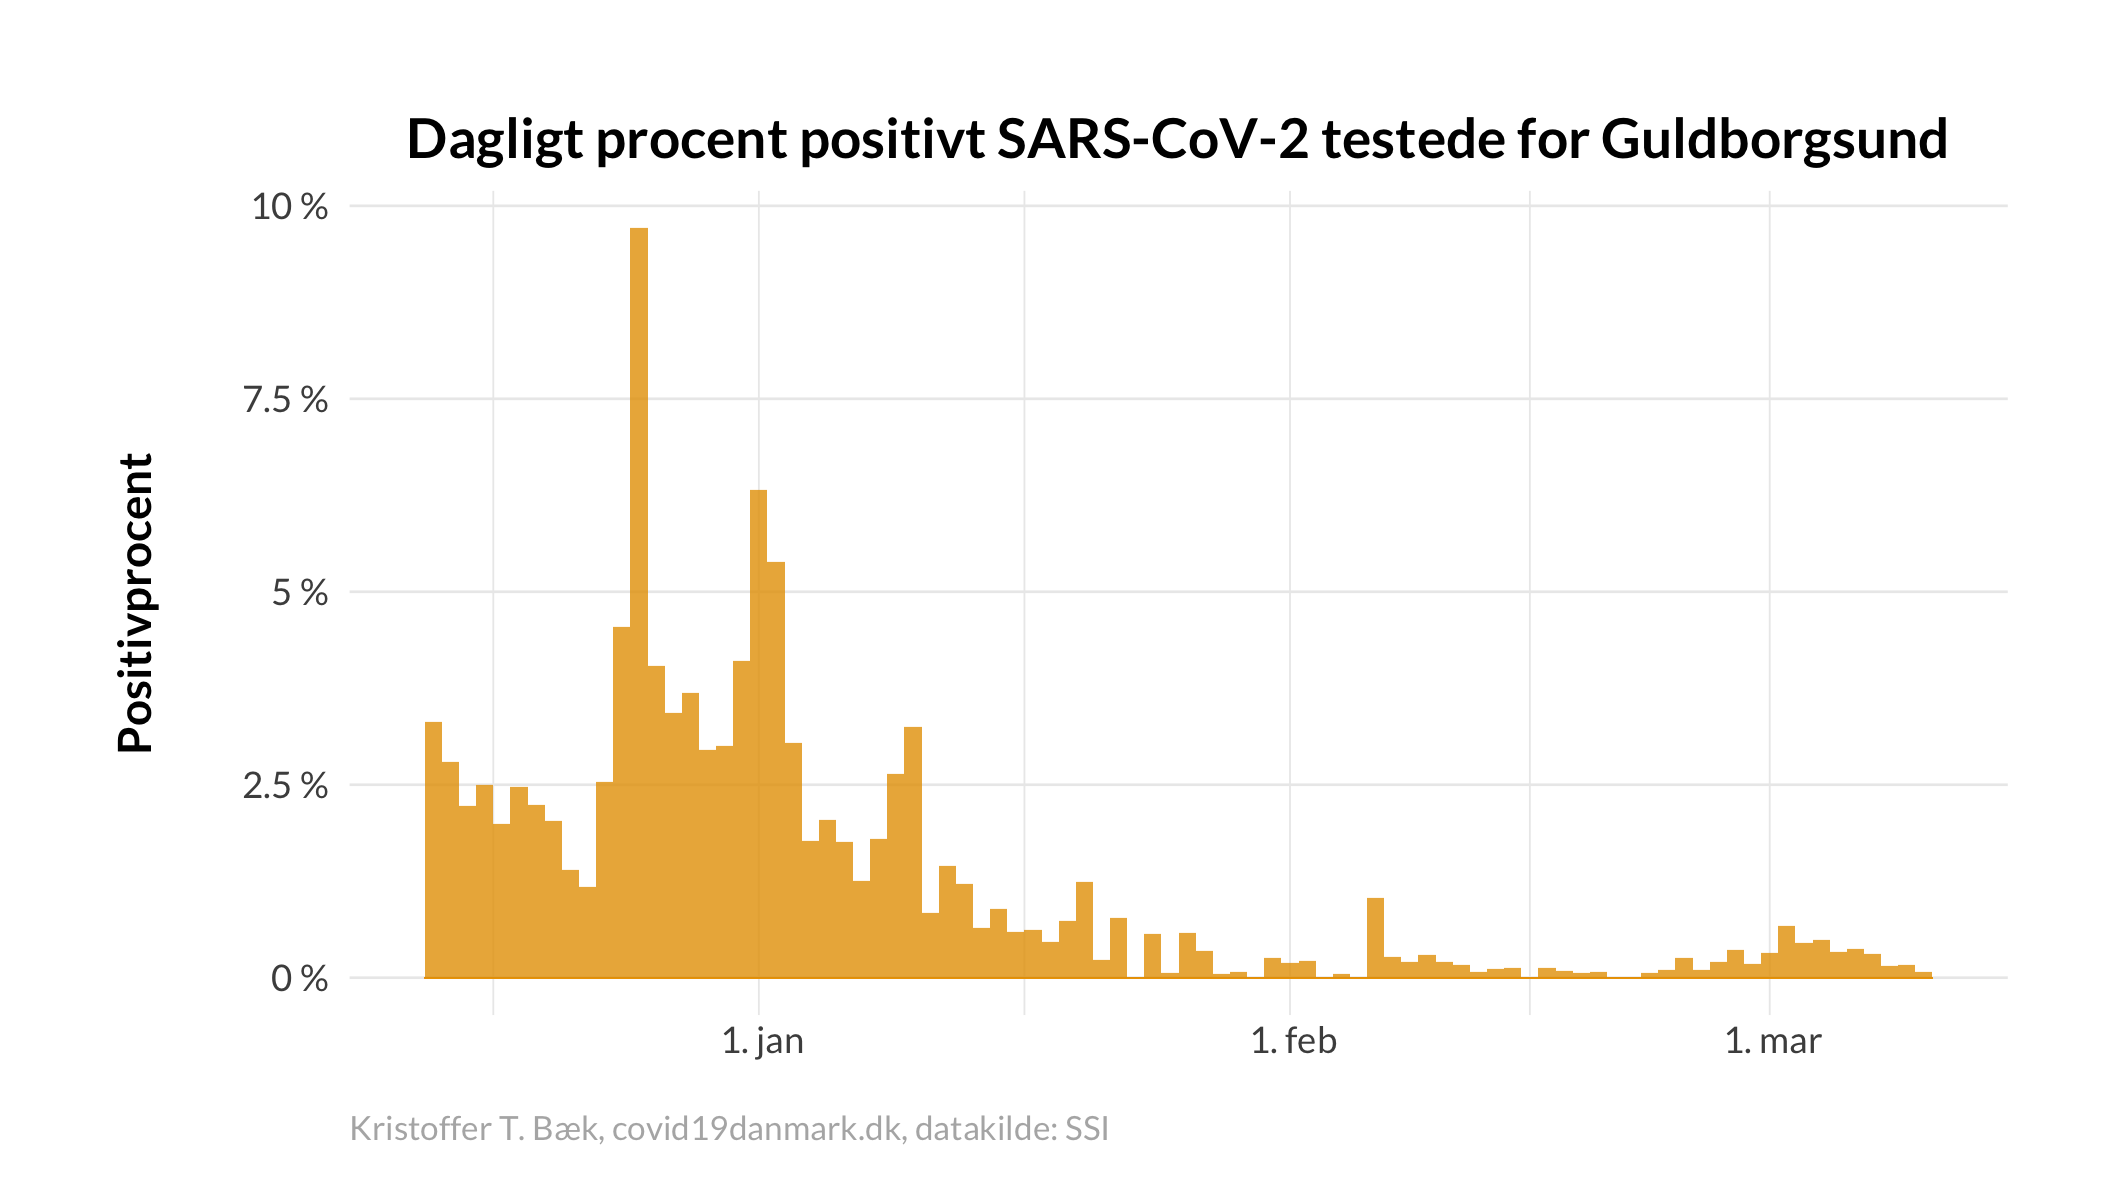 Dagligt procent positivt SARS-CoV-2 testede for Guldborgsund
Positivprocent
10 %
7.5 %
5 %
2.5 %
0 %
1. jan
1. feb
1. mar
Kristoffer T. Bæk, covid19danmark.dk, datakilde: SSI